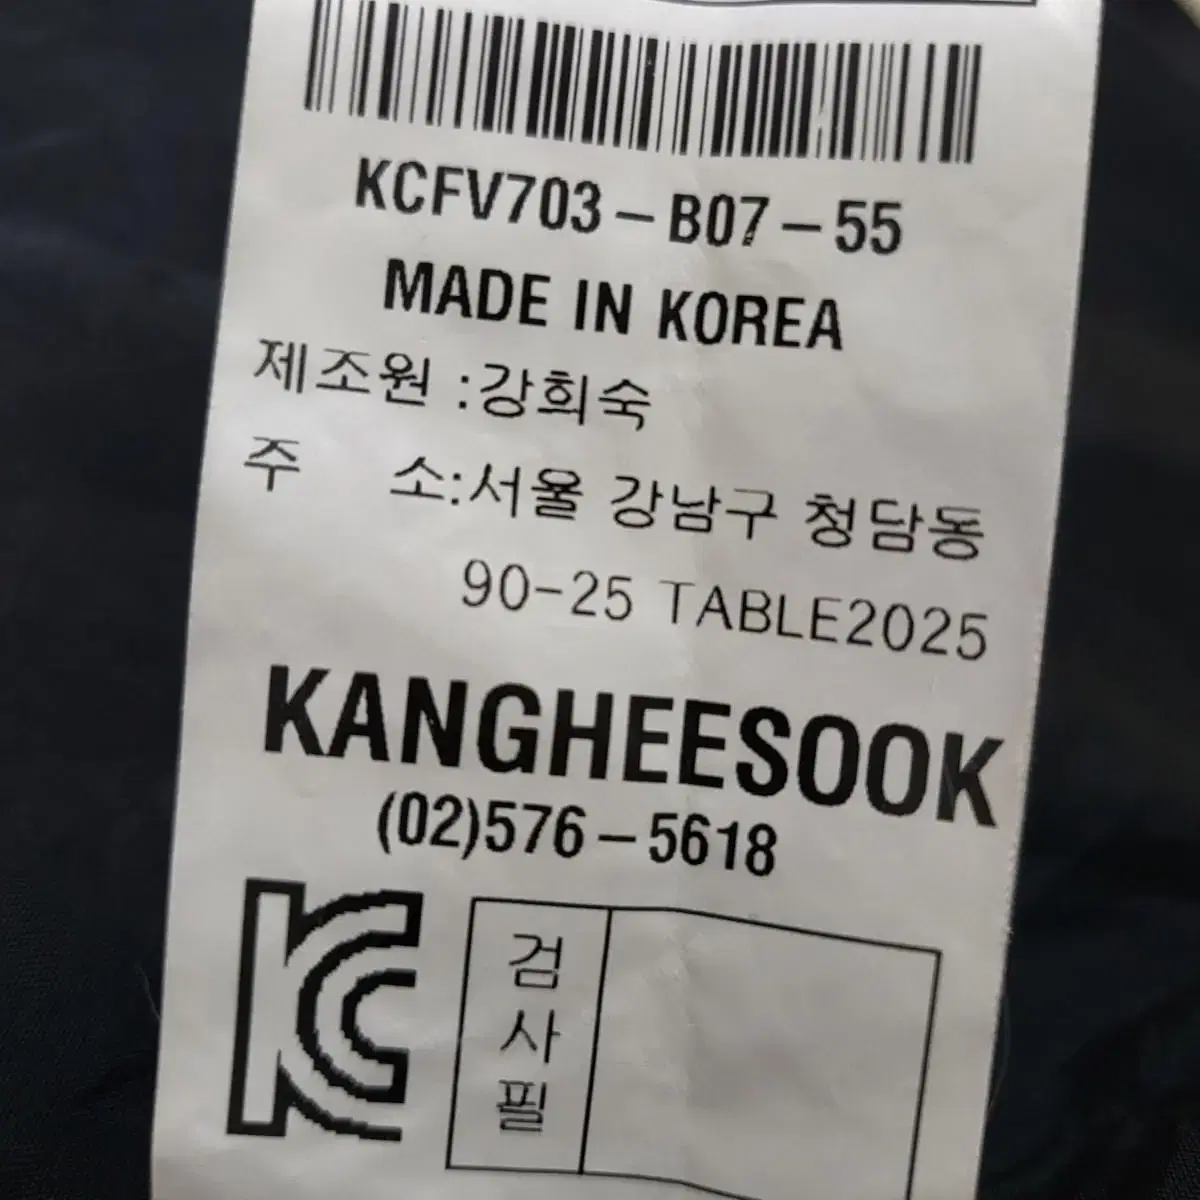 KCFV703-B07-55
MADE IN KOREA
제조원 :강희숙
주 소:서울 강남구 청담동
90-25 TABLE2025
KANGHEESOOK
(02)576-5618
KC
검사필